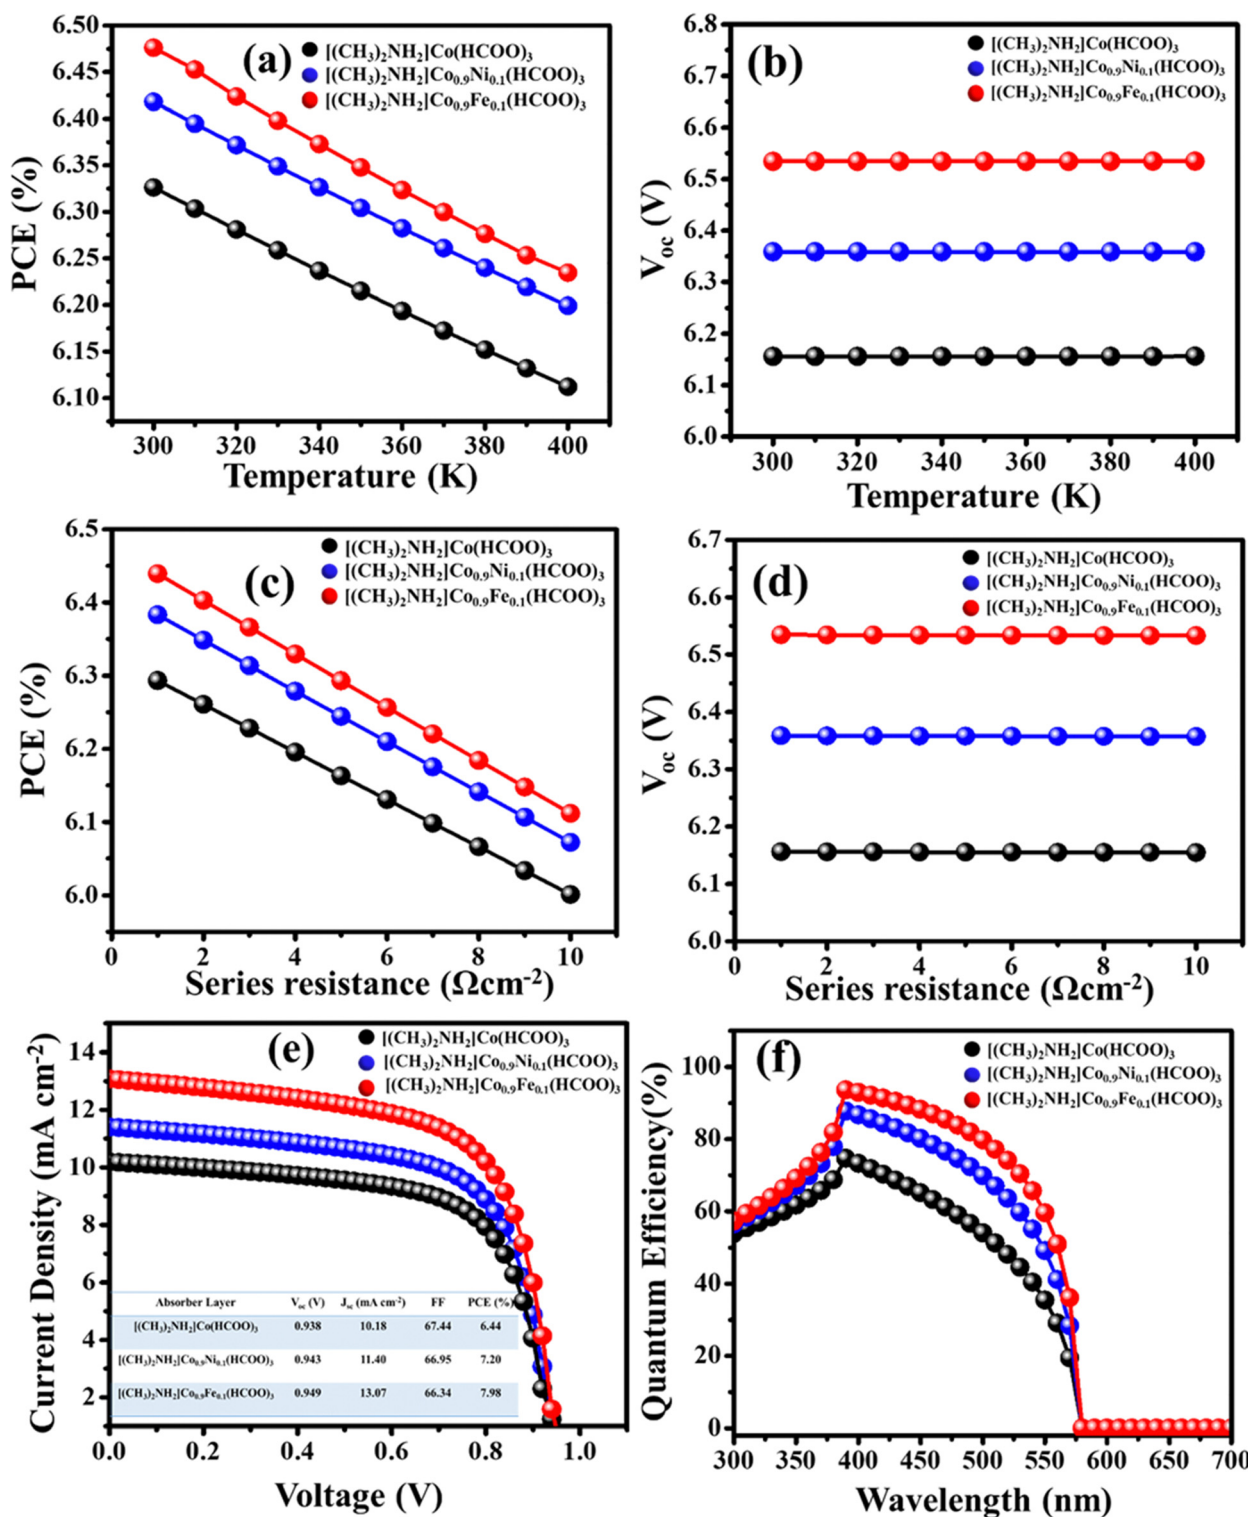 (a)
[(CH3)2NH2]Co(HCOO)3
[(CH3)2NH2]Co0.9Ni0.1(HCOO)3
[(CH3)2NH2]Co0.9Fe0.1(HCOO)3
PCE (%)
6.50
6.45
6.40
6.35
6.30
6.25
6.20
6.15
6.10
300 320 340 360 380 400
Temperature (K)
(b)
[(CH3)2NH2]Co(HCOO)3
[(CH3)2NH2]Co0.9Ni0.1(HCOO)3
[(CH3)2NH2]Co0.9Fe0.1(HCOO)3
Voc (V)
6.8
6.7
6.6
6.5
6.4
6.3
6.2
6.1
6.0
300 320 340 360 380 400
Temperature (K)
(c)
[(CH3)2NH2]Co(HCOO)3
[(CH3)2NH2]Co0.9Ni0.1(HCOO)3
[(CH3)2NH2]Co0.9Fe0.1(HCOO)3
PCE (%)
6.5
6.4
6.3
6.2
6.1
6.0
0 2 4 6 8 10
Series resistance (Ωcm-2)
(d)
[(CH3)2NH2]Co(HCOO)3
[(CH3)2NH2]Co0.9Ni0.1(HCOO)3
[(CH3)2NH2]Co0.9Fe0.1(HCOO)3
Voc (V)
6.7
6.6
6.5
6.4
6.3
6.2
6.1
6.0
0 2 4 6 8 10
Series resistance (Ωcm-2)
(e)
[(CH3)2NH2]Co(HCOO)3
[(CH3)2NH2]Co0.9Ni0.1(HCOO)3
[(CH3)2NH2]Co0.9Fe0.1(HCOO)3
Current Density (mA cm-2)
14
12
10
8
6
4
2
Absorber Layer Voc (V) Jsc (mA cm-2) FF PCE (%)
[(CH3)2NH2]Co(HCOO)3 0.938 10.18 67.44 6.44
[(CH3)2NH2]Co0.9Ni0.1(HCOO)3 0.943 11.40 66.95 7.20
[(CH3)2NH2]Co0.9Fe0.1(HCOO)3 0.949 13.07 66.34 7.98
0.0 0.2 0.4 0.6 0.8 1.0
Voltage (V)
(f)
[(CH3)2NH2]Co(HCOO)3
[(CH3)2NH2]Co0.9Ni0.1(HCOO)3
[(CH3)2NH2]Co0.9Fe0.1(HCOO)3
Quantum Efficiency(%)
100
80
60
40
20
0
300 350 400 450 500 550 600 650 700
Wavelength (nm)